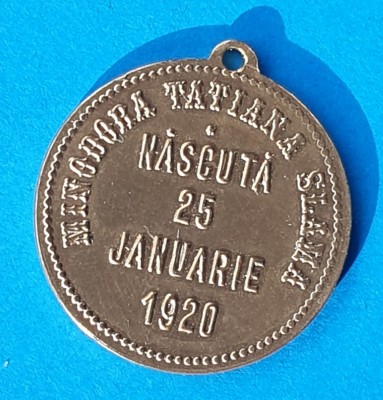 MINODORA TATIANA SLAMA
NĂSCUTĂ
25
JANUARIE
1920